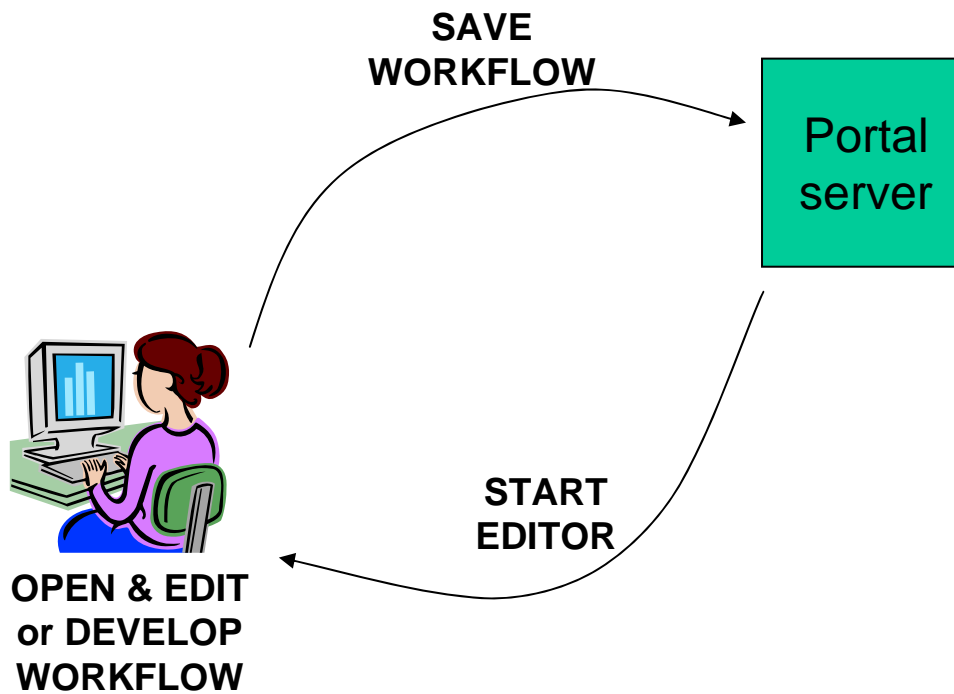 SAVE
WORKFLOW
Portal
server
START
EDITOR
OPEN & EDIT
or DEVELOP
WORKFLOW